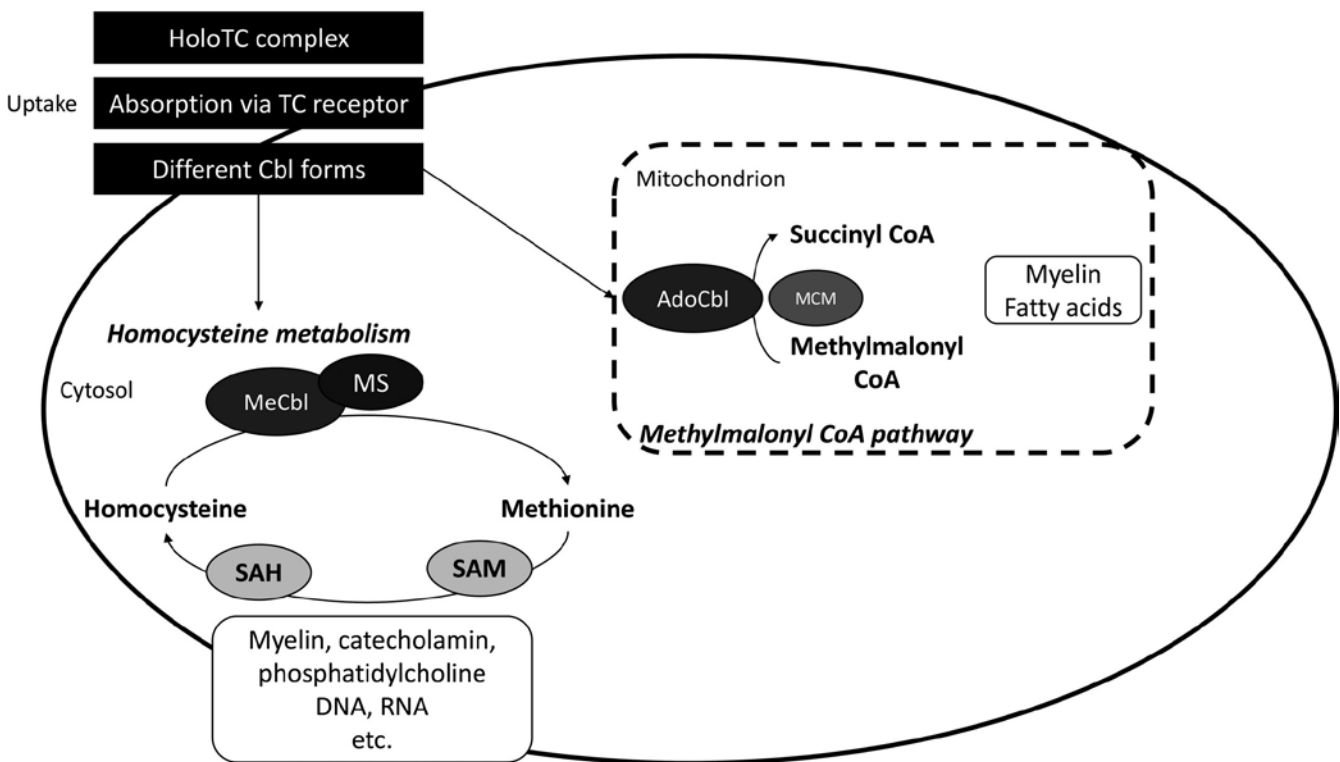 HoloTC complex
Uptake
Absorption via TC receptor
Different Cbl forms
Mitochondrion
Succinyl CoA
AdoCbl
MCM
Myelin
Fatty acids
Methylmalonyl
CoA
Methylmalonyl CoA pathway
Homocysteine metabolism
Cytosol
MeCbl
MS
Homocysteine
Methionine
SAH
SAM
Myelin, catecholamin,
phosphatidylcholine
DNA, RNA
etc.